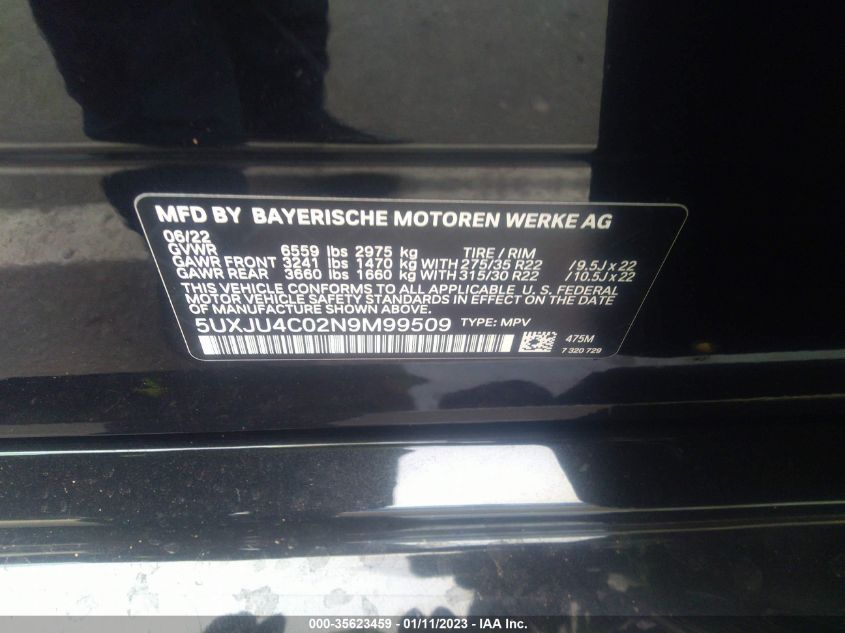 MFD BY BAYERISCHE MOTOREN WERKE AG
06/22
GVWR 6559 lbs 2975 kg TIRE / RIM
GAWR FRONT 3241 lbs 1470 kg WITH 275/35 R22 /9.5J x 22
GAWR REAR 3660 lbs 1660 kg WITH 315/30 R22 /10.5J x 22
THIS VEHICLE CONFORMS TO ALL APPLICABLE U. S. FEDERAL
MOTOR VEHICLE SAFETY STANDARDS IN EFFECT ON THE DATE
OF MANUFACTURE SHOWN ABOVE.
5UXJU4C02N9M99509 TYPE: MPV
475M
7 320 729
000-35623459 - 01/11/2023 - IAA Inc.